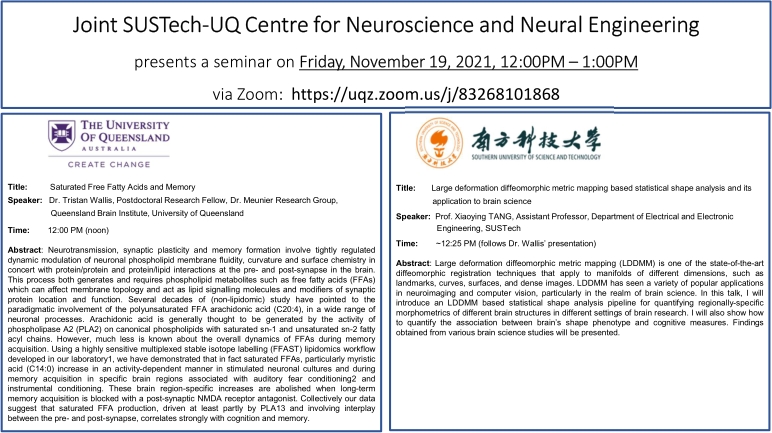 Joint SUSTech-UQ Centre for Neuroscience and Neural Engineering
presents a seminar on Friday, November 19, 2021, 12:00PM – 1:00PM
via Zoom: https://uqz.zoom.us/j/83268101868
THE UNIVERSITY
OF QUEENSLAND
AUSTRALIA
CREATE CHANGE
Title: Saturated Free Fatty Acids and Memory
Speaker: Dr. Tristan Wallis, Postdoctoral Research Fellow, Dr. Meunier Research Group,
Queensland Brain Institute, University of Queensland
Time: 12:00 PM (noon)
Abstract: Neurotransmission, synaptic plasticity and memory formation involve tightly regulated
dynamic modulation of neuronal phospholipid membrane fluidity, curvature and surface chemistry in
concert with protein/protein and protein/lipid interactions at the pre- and post-synapse in the brain.
This process both generates and requires phospholipid metabolites such as free fatty acids (FFAs)
which can affect membrane topology and act as lipid signalling molecules and modifiers of synaptic
protein location and function. Several decades of (non-lipidomic) study have pointed to the
paradigmatic involvement of the polyunsaturated FFA arachidonic acid (C20:4), in a wide range of
neuronal processes. Arachidonic acid is generally thought to be generated by the activity of
phospholipase A2 (PLA2) on canonical phospholipids with saturated sn-1 and unsaturated sn-2 fatty
acyl chains. However, much less is known about the overall dynamics of FFAs during memory
acquisition. Using a highly sensitive multiplexed stable isotope labelling (FFAST) lipidomics workflow
developed in our laboratory1, we have demonstrated that in fact saturated FFAs, particularly myristic
acid (C14:0) increase in an activity-dependent manner in stimulated neuronal cultures and during
memory acquisition in specific brain regions associated with auditory fear conditioning2 and
instrumental conditioning. These brain region-specific increases are abolished when long-term
memory acquisition is blocked with a post-synaptic NMDA receptor antagonist. Collectively our data
suggest that saturated FFA production, driven at least partly by PLA13 and involving interplay
between the pre- and post-synapse, correlates strongly with cognition and memory.
南方科技大学
SOUTHERN UNIVERSITY OF SCIENCE AND TECHNOLOGY
Title: Large deformation diffeomorphic metric mapping based statistical shape analysis and its
application to brain science
Speaker: Prof. Xiaoying TANG, Assistant Professor, Department of Electrical and Electronic
Engineering, SUSTech
Time: ~12:25 PM (follows Dr. Wallis' presentation)
Abstract: Large deformation diffeomorphic metric mapping (LDDMM) is one of the state-of-the-art
diffeomorphic registration techniques that apply to manifolds of different dimensions, such as
landmarks, curves, surfaces, and dense images. LDDMM has seen a variety of popular applications
in neuroimaging and computer vision, particularly in the realm of brain science. In this talk, I will
introduce an LDDMM based statistical shape analysis pipeline for quantifying regionally-specific
morphometrics of different brain structures in different settings of brain research. I will also show how
to quantify the association between brain's shape phenotype and cognitive measures. Findings
obtained from various brain science studies will be presented.